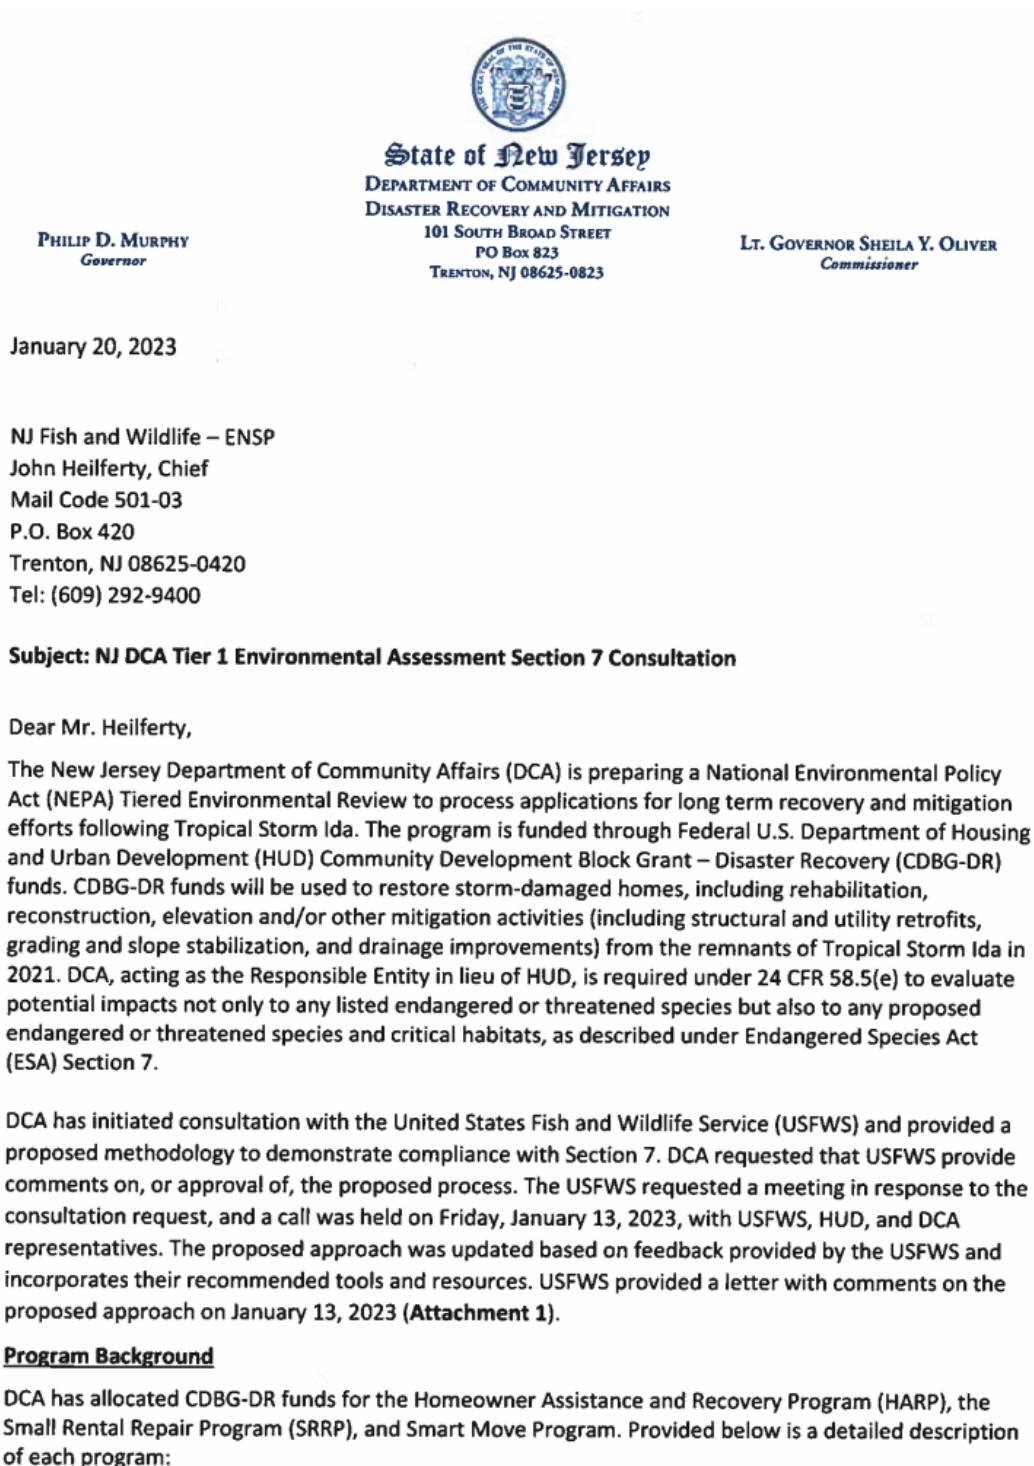 THE GREAT SEAL OF THE STATE OF NEW JERSEY
State of New Jersey
DEPARTMENT OF COMMUNITY AFFAIRS
DISASTER RECOVERY AND MITIGATION
101 SOUTH BROAD STREET
PO BOX 823
TRENTON, NJ 08625-0823
PHILIP D. MURPHY
Governor
LT. GOVERNOR SHEILA Y. OLIVER
Commissioner
January 20, 2023
NJ Fish and Wildlife – ENSP
John Heilferty, Chief
Mail Code 501-03
P.O. Box 420
Trenton, NJ 08625-0420
Tel: (609) 292-9400
Subject: NJ DCA Tier 1 Environmental Assessment Section 7 Consultation
Dear Mr. Heilferty,
The New Jersey Department of Community Affairs (DCA) is preparing a National Environmental Policy
Act (NEPA) Tiered Environmental Review to process applications for long term recovery and mitigation
efforts following Tropical Storm Ida. The program is funded through Federal U.S. Department of Housing
and Urban Development (HUD) Community Development Block Grant – Disaster Recovery (CDBG-DR)
funds. CDBG-DR funds will be used to restore storm-damaged homes, including rehabilitation,
reconstruction, elevation and/or other mitigation activities (including structural and utility retrofits,
grading and slope stabilization, and drainage improvements) from the remnants of Tropical Storm Ida in
2021. DCA, acting as the Responsible Entity in lieu of HUD, is required under 24 CFR 58.5(e) to evaluate
potential impacts not only to any listed endangered or threatened species but also to any proposed
endangered or threatened species and critical habitats, as described under Endangered Species Act
(ESA) Section 7.
DCA has initiated consultation with the United States Fish and Wildlife Service (USFWS) and provided a
proposed methodology to demonstrate compliance with Section 7. DCA requested that USFWS provide
comments on, or approval of, the proposed process. The USFWS requested a meeting in response to the
consultation request, and a call was held on Friday, January 13, 2023, with USFWS, HUD, and DCA
representatives. The proposed approach was updated based on feedback provided by the USFWS and
incorporates their recommended tools and resources. USFWS provided a letter with comments on the
proposed approach on January 13, 2023 (Attachment 1).
Program Background
DCA has allocated CDBG-DR funds for the Homeowner Assistance and Recovery Program (HARP), the
Small Rental Repair Program (SRRP), and Smart Move Program. Provided below is a detailed description
of each program: